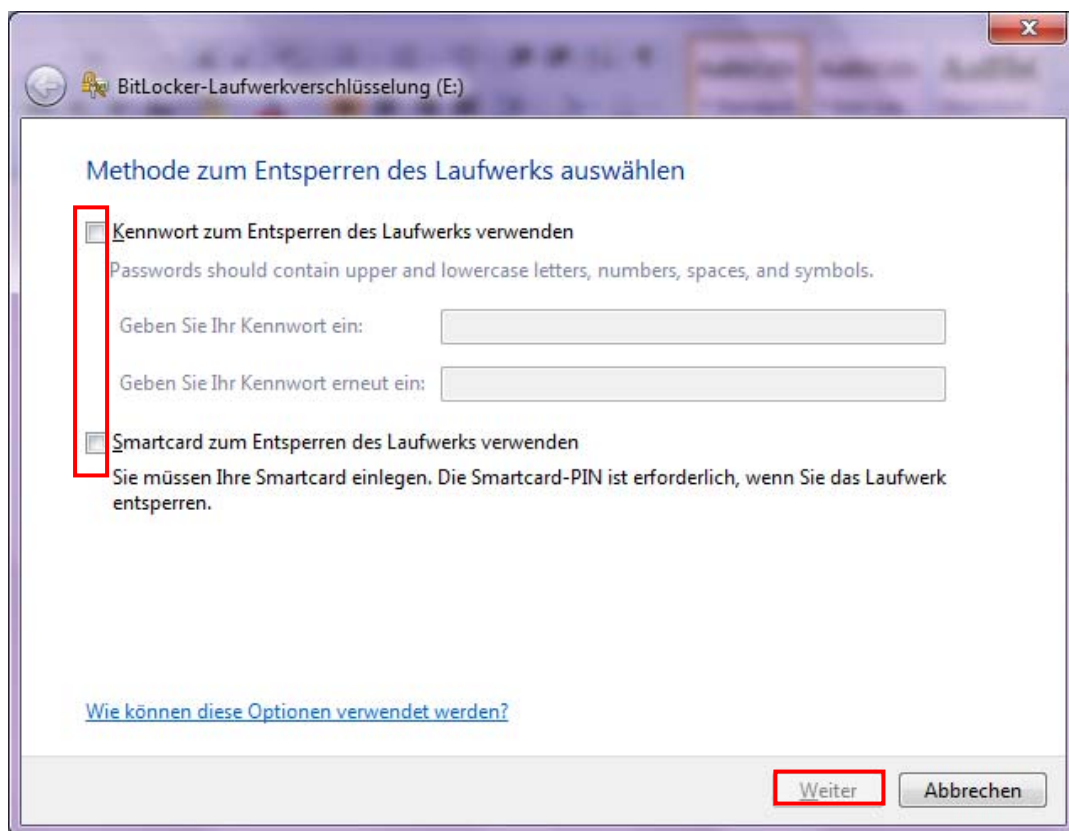 BitLocker-Laufwerkverschlüsselung (E:)
Methode zum Entsperren des Laufwerks auswählen
Kennwort zum Entsperren des Laufwerks verwenden
Passwords should contain upper and lowercase letters, numbers, spaces, and symbols.
Geben Sie Ihr Kennwort ein:
Geben Sie Ihr Kennwort erneut ein:
Smartcard zum Entsperren des Laufwerks verwenden
Sie müssen Ihre Smartcard einlegen. Die Smartcard-PIN ist erforderlich, wenn Sie das Laufwerk
entsperren.
Wie können diese Optionen verwendet werden?
Weiter
Abbrechen